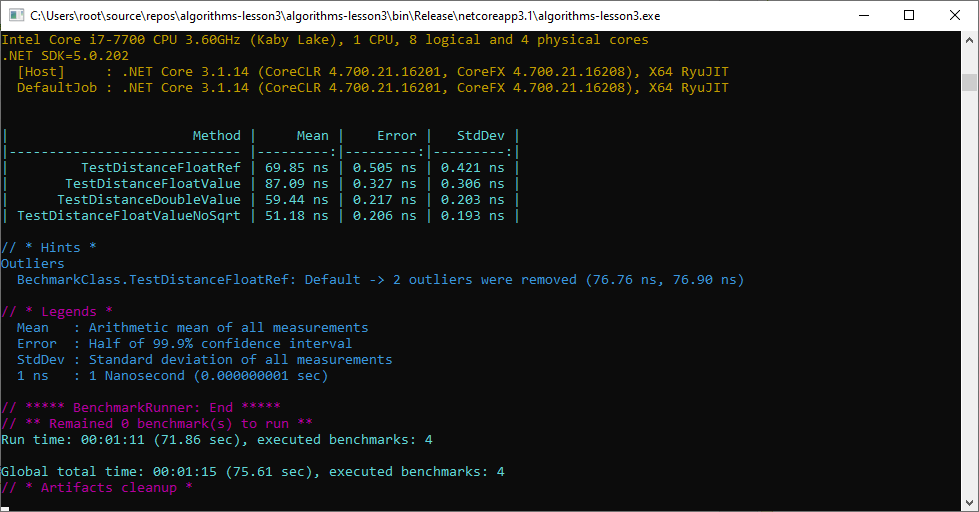 C:\Users\root\source\repos\algorithms-lesson3\algorithms-lesson3\bin\Release\netcoreapp3.1\algorithms-lesson3.exe
Intel Core i7-7700 CPU 3.60GHz (Kaby Lake), 1 CPU, 8 logical and 4 physical cores
.NET SDK=5.0.202
  [Host]     : .NET Core 3.1.14 (CoreCLR 4.700.21.16201, CoreFX 4.700.21.16208), X64 RyuJIT
  DefaultJob : .NET Core 3.1.14 (CoreCLR 4.700.21.16201, CoreFX 4.700.21.16208), X64 RyuJIT
|                       Method |     Mean |    Error |   StdDev |
|----------------------------- |---------:|---------:|---------:|
|         TestDistanceFloatRef | 69.85 ns | 0.505 ns | 0.421 ns |
|       TestDistanceFloatValue | 87.09 ns | 0.327 ns | 0.306 ns |
|      TestDistanceDoubleValue | 59.44 ns | 0.217 ns | 0.203 ns |
| TestDistanceFloatValueNoSqrt | 51.18 ns | 0.206 ns | 0.193 ns |
// * Hints *
Outliers
  BechmarkClass.TestDistanceFloatRef: Default -> 2 outliers were removed (76.76 ns, 76.90 ns)
// * Legends *
  Mean   : Arithmetic mean of all measurements
  Error  : Half of 99.9% confidence interval
  StdDev : Standard deviation of all measurements
  1 ns   : 1 Nanosecond (0.000000001 sec)
// ***** BenchmarkRunner: End *****
// ** Remained 0 benchmark(s) to run **
Run time: 00:01:11 (71.86 sec), executed benchmarks: 4
Global total time: 00:01:15 (75.61 sec), executed benchmarks: 4
// * Artifacts cleanup *